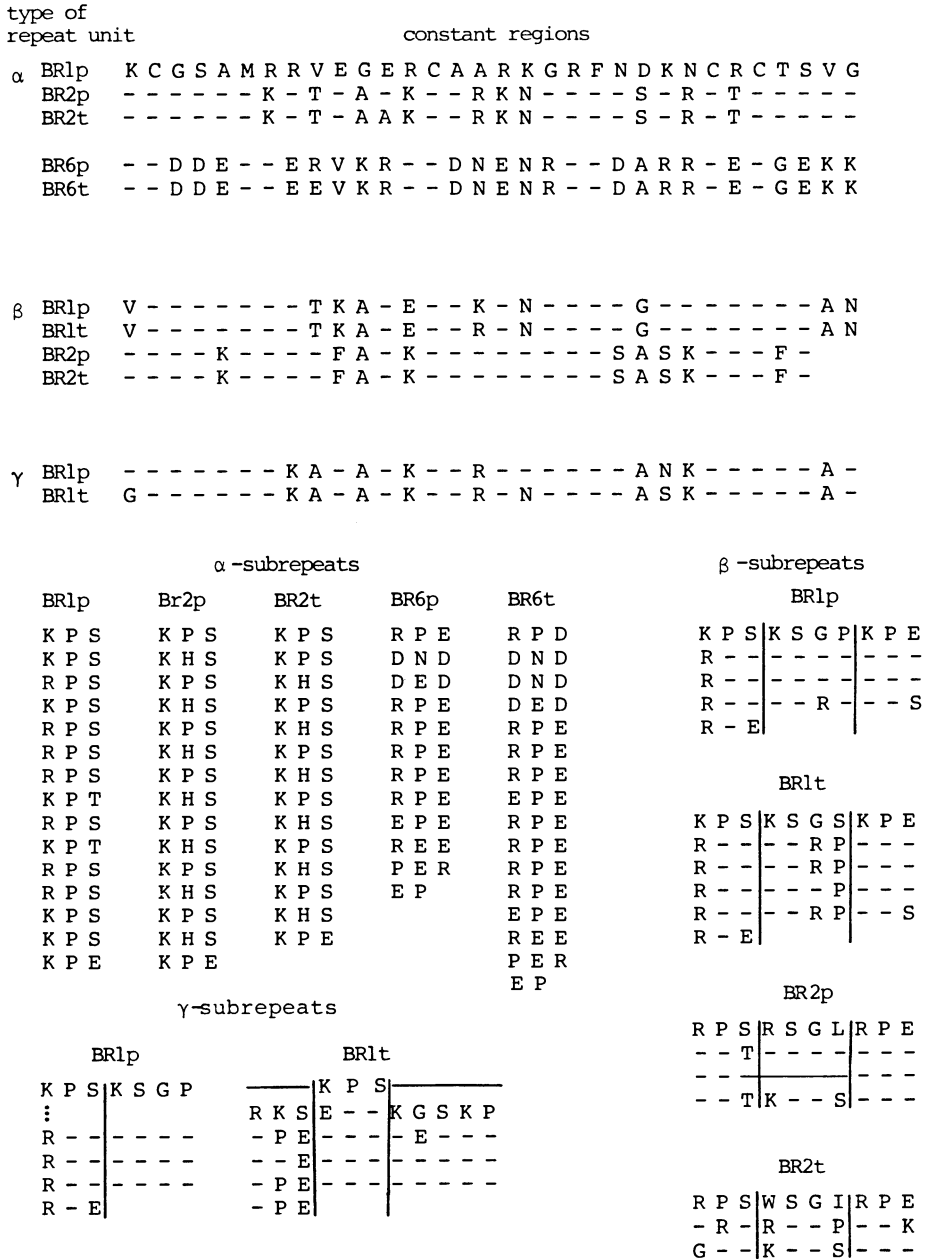 type of
repeat unit constant regions
α BR1p K C G S A M R R V E G E R C A A R K G R F N D K N C R C T S V G
BR2p - - - - - - K - T - A - K - - R K N - - - - S - R - T - - - - -
BR2t - - - - - - K - T - A A K - - R K N - - - - S - R - T - - - - -
BR6p - - D D E - - E R V K R - - D N E N R - - D A R R - E - G E K K
BR6t - - D D E - - E E V K R - - D N E N R - - D A R R - E - G E K K
β BR1p V - - - - - - - T K A - E - - K - N - - - - G - - - - - - - A N
BR1t V - - - - - - - T K A - E - - R - N - - - - G - - - - - - - A N
BR2p - - - - K - - - - F A - K - - - - - - - - S A S K - - - F -
BR2t - - - - K - - - - F A - K - - - - - - - - S A S K - - - F -
γ BR1p - - - - - - - K A - A - K - - R - - - - - - A N K - - - - - A -
BR1t G - - - - - - K A - A - K - - R - N - - - - A S K - - - - - A -
α-subrepeats
BR1p Br2p BR2t BR6p BR6t
K P S K P S K P S R P E R P D
K P S K H S K P S D N D D N D
R P S K P S K H S D E D D N D
K P S K H S K P S R P E D E D
R P S K P S K H S R P E R P E
R P S K H S K P S R P E R P E
R P S K P S K H S R P E R P E
K P T K H S K P S R P E E P E
R P S K P S K H S E P E R P E
K P T K H S K P S R E E R P E
R P S K P S K H S P E R R P E
R P S K H S K P S E P R P E
K P S K P S K H S E P E
K P S K H S K P E R E E
K P E K P E P E R
E P
γ-subrepeats
BR1p BR1t
K P S K S G P K P S
⋮ R K S E - - K G S K P
R - - - - - - - P E - - - - E - - -
R - - - - - - - - E - - - - - - - -
R - - - - - - - P E - - - - - - - -
R - E - P E
β-subrepeats
BR1p
K P S K S G P K P E
R - - - - - - - - -
R - - - - - - - - -
R - - - - R - - - S
R - E
BR1t
K P S K S G S K P E
R - - - - R P - - -
R - - - - R P - - -
R - - - - - P - - -
R - - - - R P - - S
R - E
BR2p
R P S R S G L R P E
- - T - - - - - - -
- - - - - -
- - T K - - S - - -
BR2t
R P S W S G I R P E
- R - R - - P - - K
G - - K - - S - - -